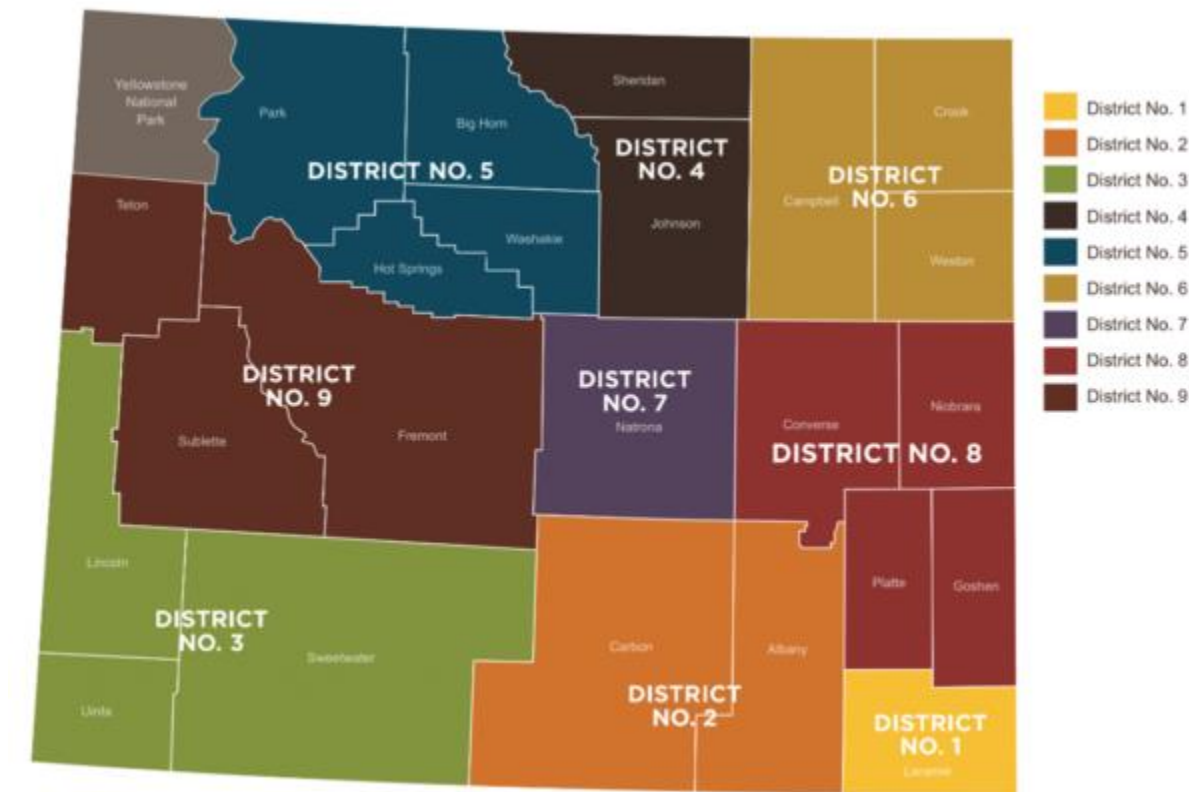 Yellowstone
National
Park
Park
Big Horn
Sheridan
Crook
DISTRICT NO. 5
DISTRICT
NO. 4
DISTRICT
NO. 6
Campbell
Teton
Johnson
Washakie
Hot Springs
Weston
DISTRICT
NO. 9
Sublette
Fremont
DISTRICT
NO. 7
Natrona
Converse
Niobrara
DISTRICT NO. 8
Lincoln
Platte
Goshen
DISTRICT
NO. 3
Sweetwater
Uinta
Carbon
Albany
DISTRICT
NO. 2
DISTRICT
NO. 1
Laramie
District No. 1
District No. 2
District No. 3
District No. 4
District No. 5
District No. 6
District No. 7
District No. 8
District No. 9